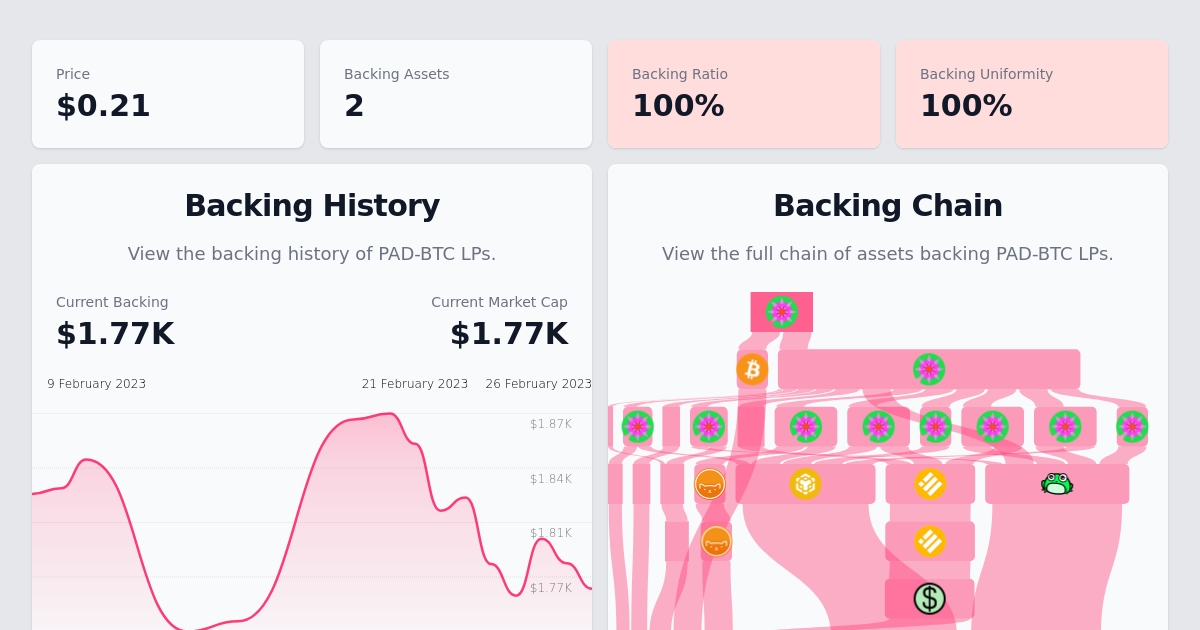 Price
$0.21
Backing Assets
2
Backing Ratio
100%
Backing Uniformity
100%
Backing History
View the backing history of PAD-BTC LPs.
Current Backing
$1.77K
Current Market Cap
$1.77K
9 February 2023
21 February 2023
26 February 2023
$1.87K
$1.84K
$1.81K
$1.77K
Backing Chain
View the full chain of assets backing PAD-BTC LPs.